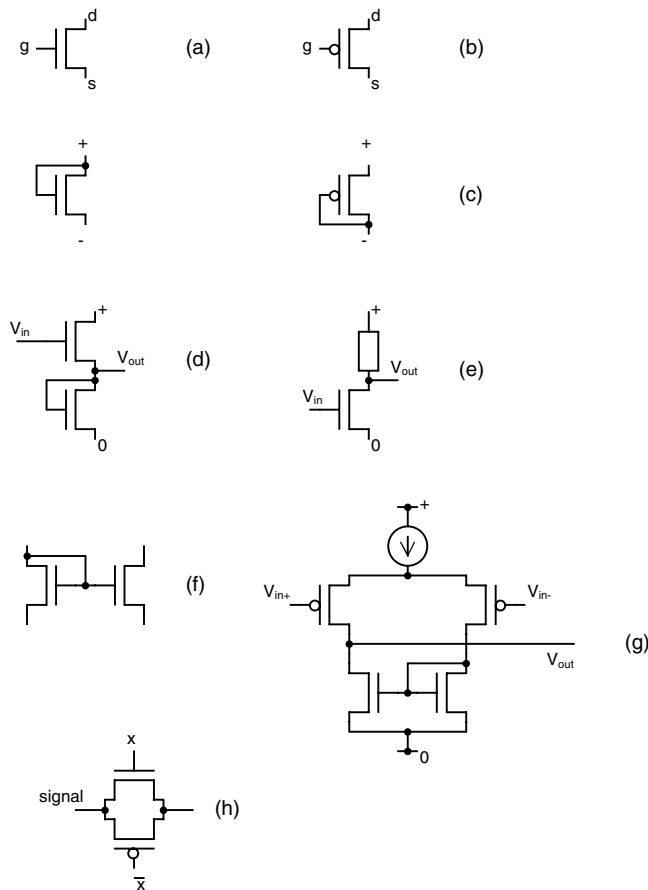 d
g
(a)
s
d
g
(b)
s
+
-
+
(c)
-
+
V_in
V_out
(d)
0
+
V_out
(e)
V_in
0
(f)
+
V_in+
V_in-
V_out
(g)
0
x
signal
(h)
x̅